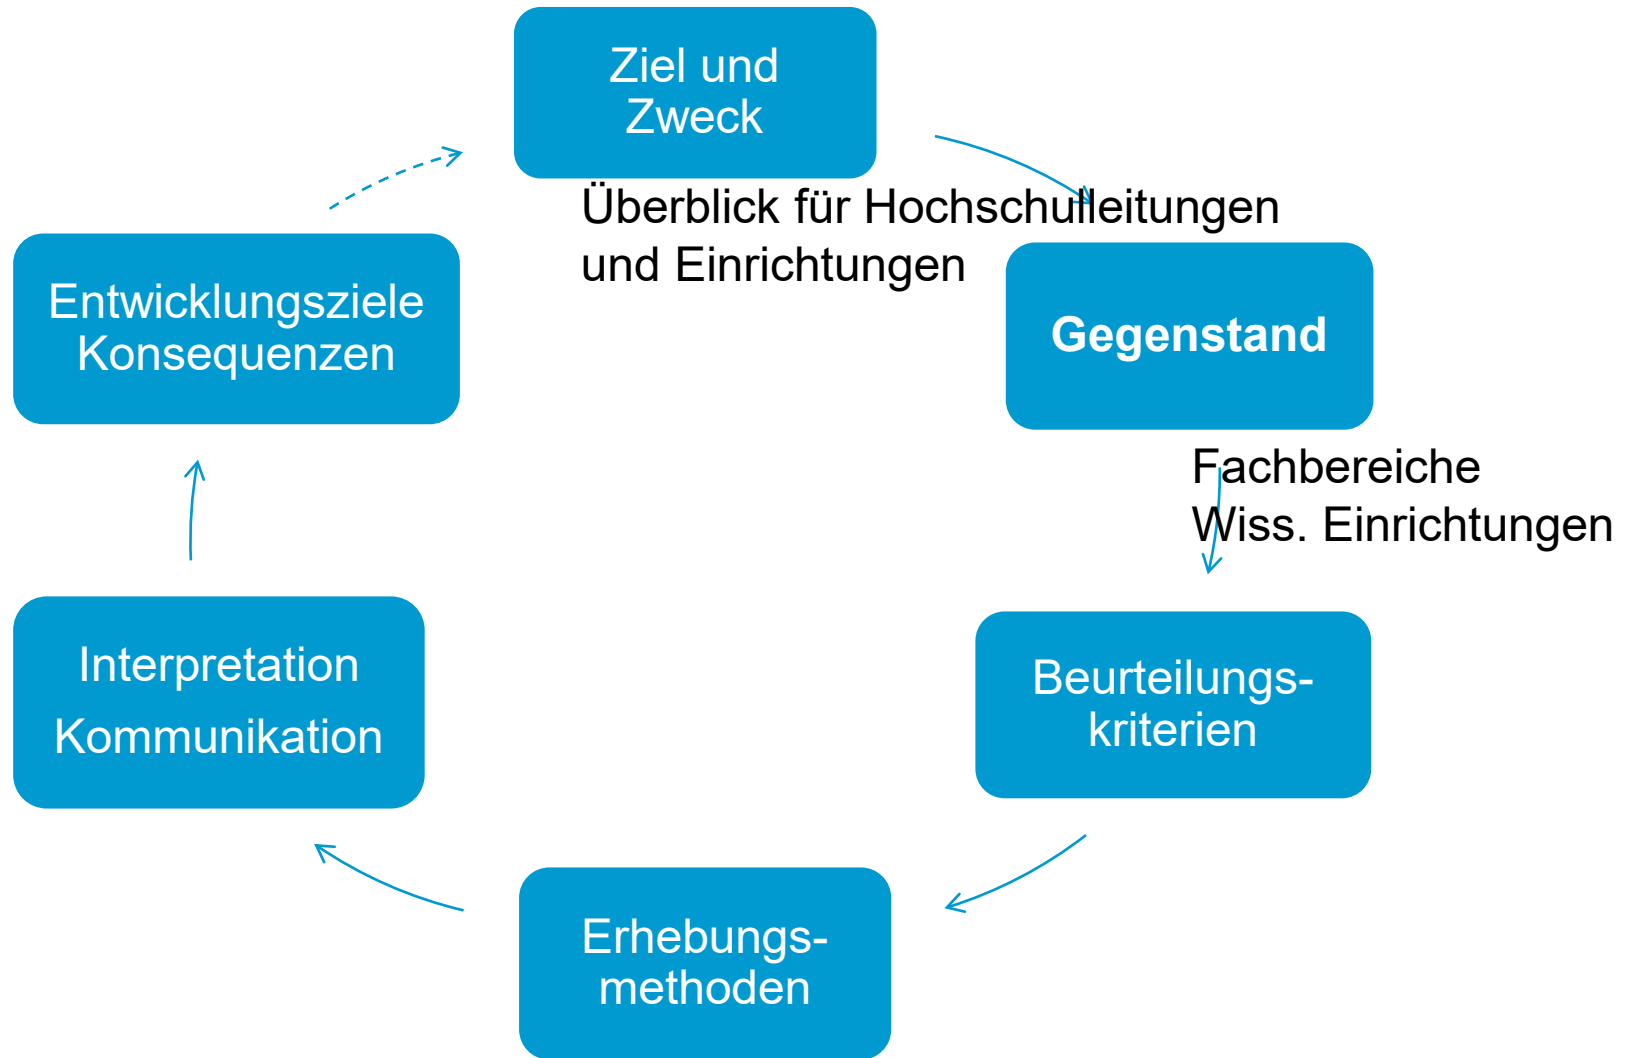 Ziel und
Zweck
Überblick für Hochschulleitungen
und Einrichtungen
Gegenstand
Fachbereiche
Wiss. Einrichtungen
Beurteilungs-
kriterien
Erhebungs-
methoden
Interpretation
Kommunikation
Entwicklungsziele
Konsequenzen